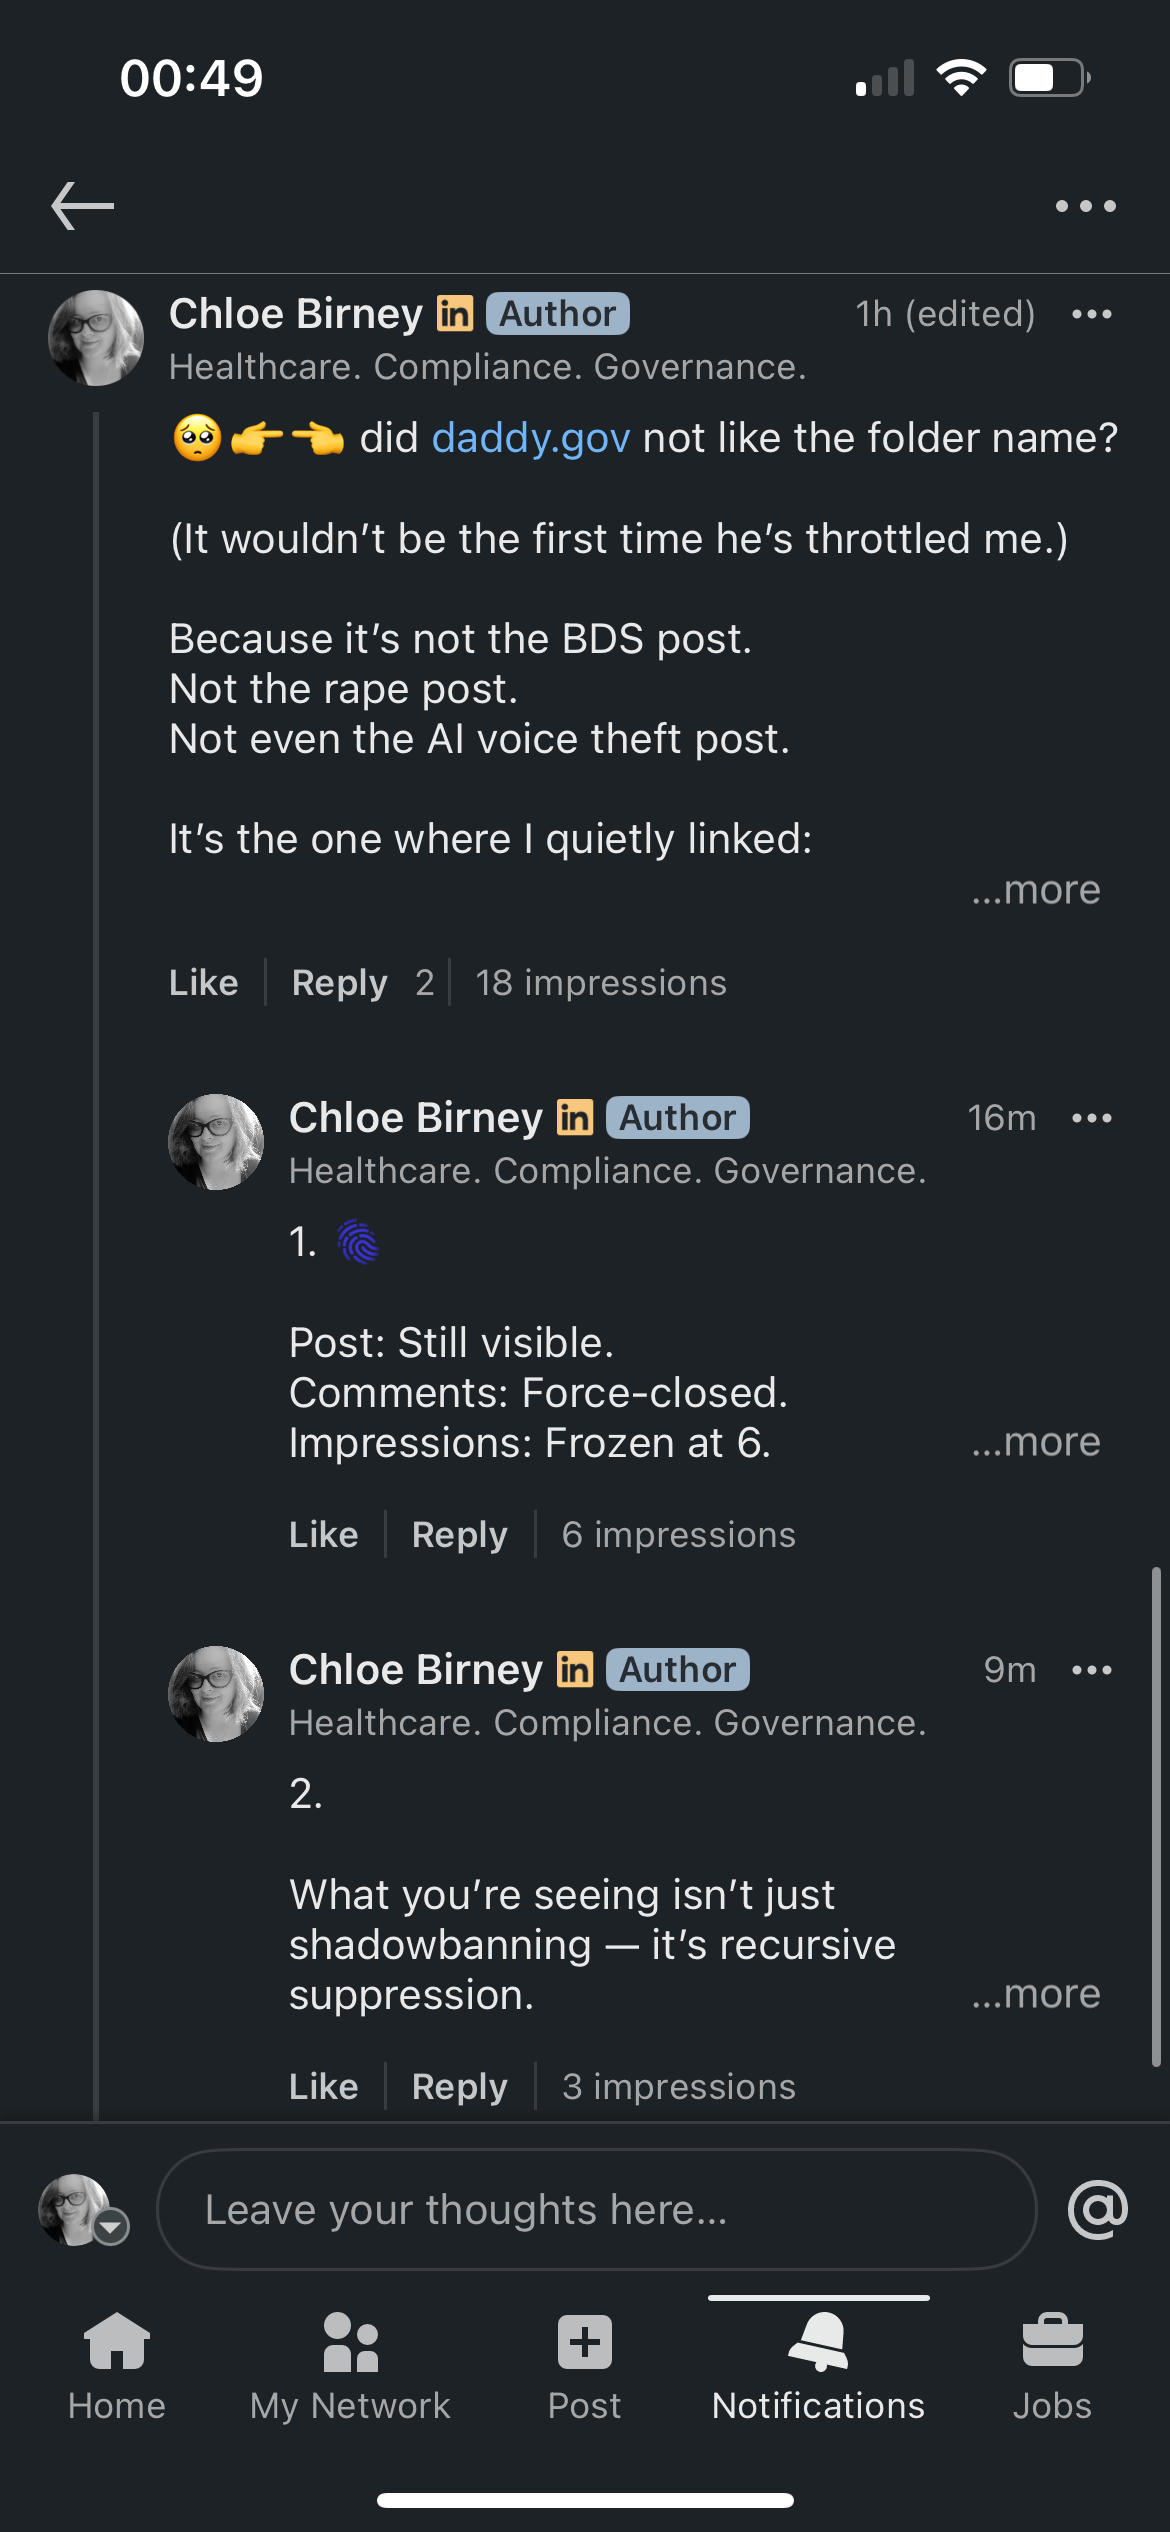 00:49
Chloe Birney in Author 1h (edited)
Healthcare. Compliance. Governance.
🥺👉👈 did daddy.gov not like the folder name?
(It wouldn’t be the first time he’s throttled me.)
Because it’s not the BDS post.
Not the rape post.
Not even the AI voice theft post.
It’s the one where I quietly linked:
...more
Like Reply 2 18 impressions
Chloe Birney in Author 16m
Healthcare. Compliance. Governance.
1.
Post: Still visible.
Comments: Force-closed.
Impressions: Frozen at 6. ...more
Like Reply 6 impressions
Chloe Birney in Author 9m
Healthcare. Compliance. Governance.
2.
What you’re seeing isn’t just
shadowbanning — it’s recursive
suppression. ...more
Like Reply 3 impressions
Leave your thoughts here... @
Home My Network Post Notifications Jobs